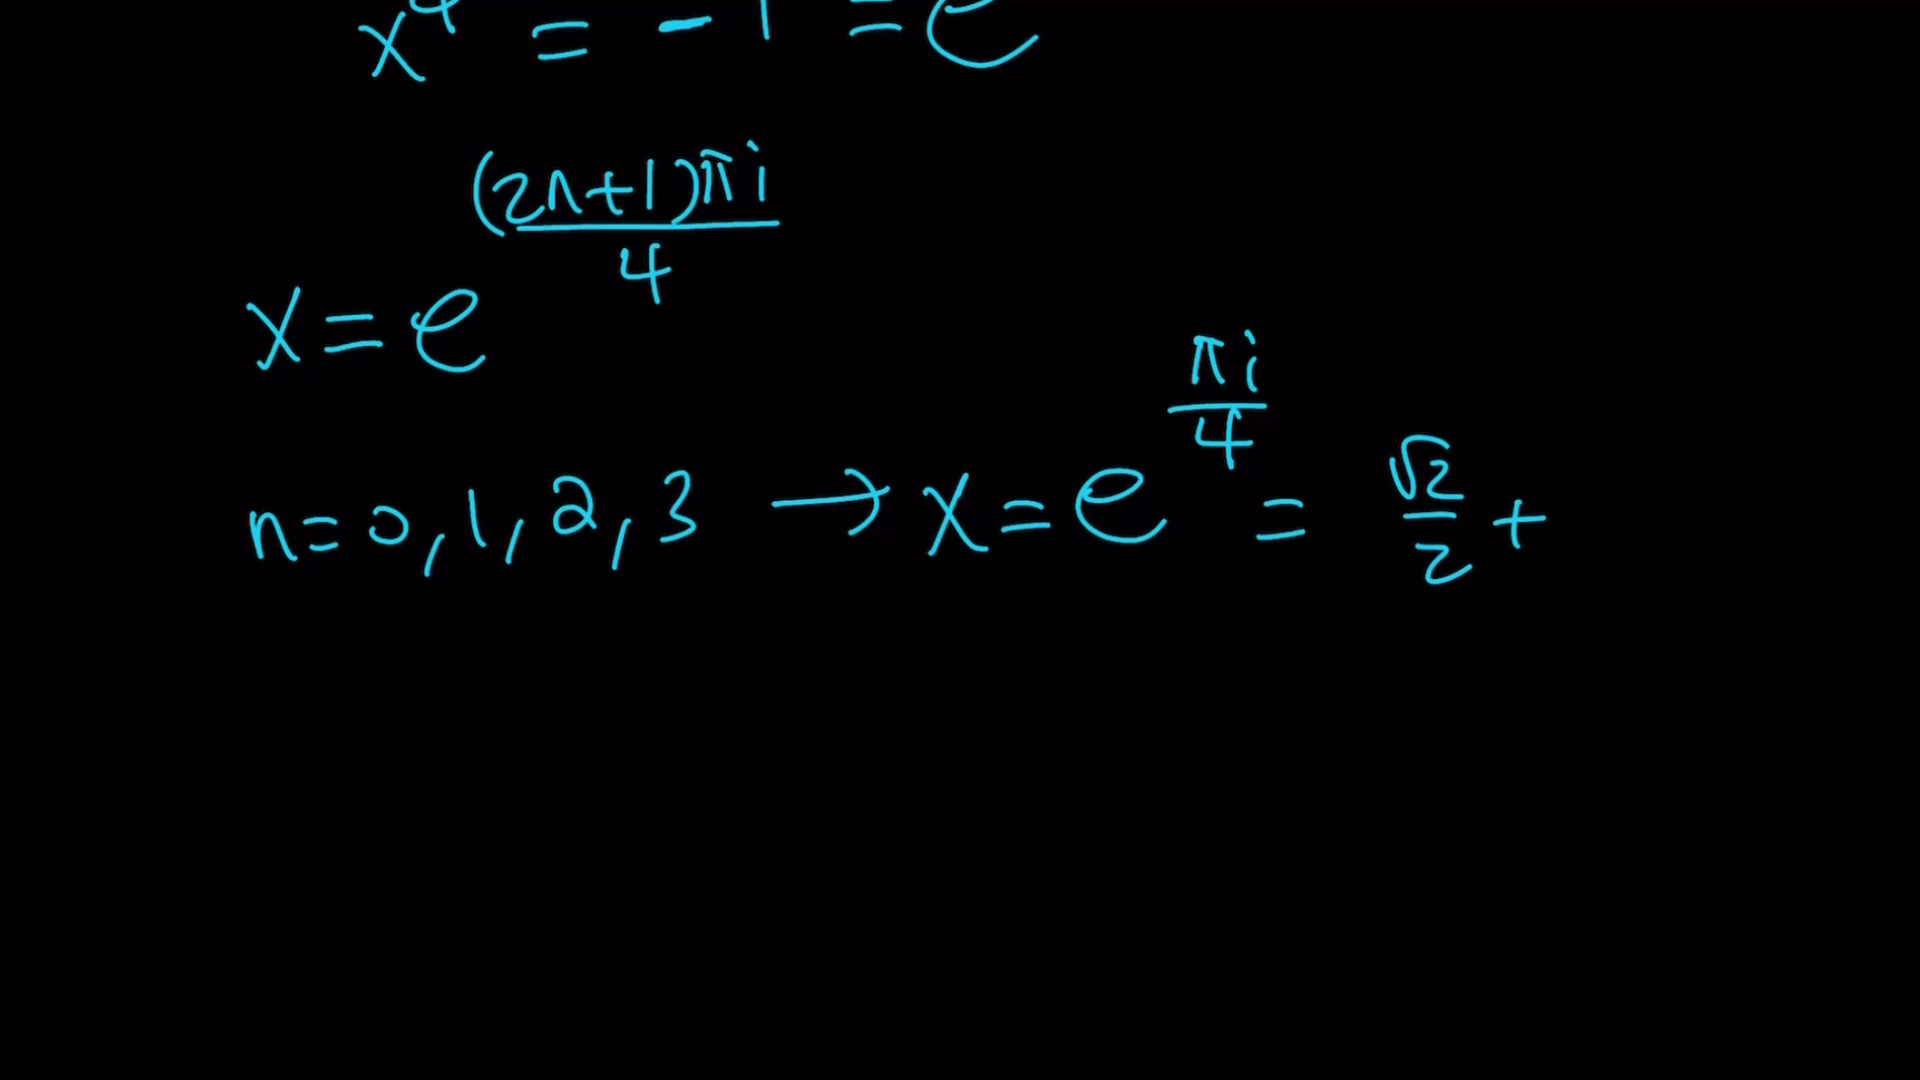 x⁴ = -1 = e
x = e^((2n+1)πi/4)
n = 0, 1, 2, 3 → x = e^(πi/4) = √2/2 +